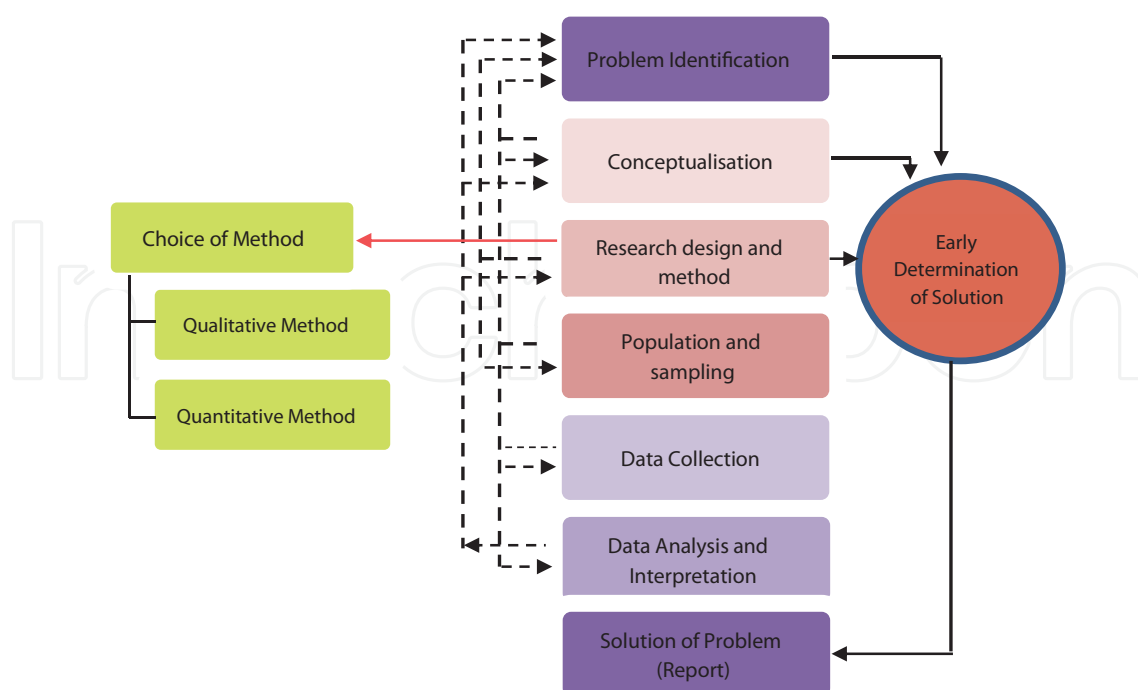 Problem Identification
Conceptualisation
Choice of Method
Research design and
method
Early
Determination
of Solution
Qualitative Method
Population and
sampling
Quantitative Method
Data Collection
Data Analysis and
Interpretation
Solution of Problem
(Report)